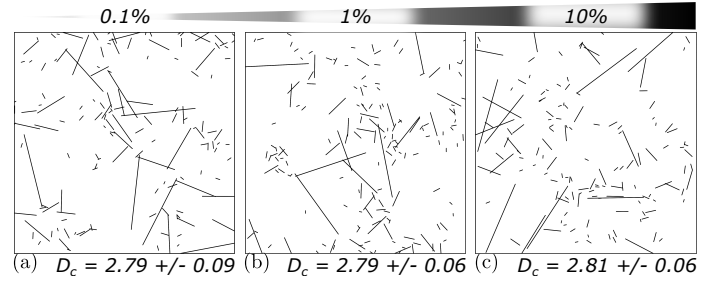 0.1% 1% 10%
(a) D_c = 2.79 +/- 0.09 (b) D_c = 2.79 +/- 0.06 (c) D_c = 2.81 +/- 0.06